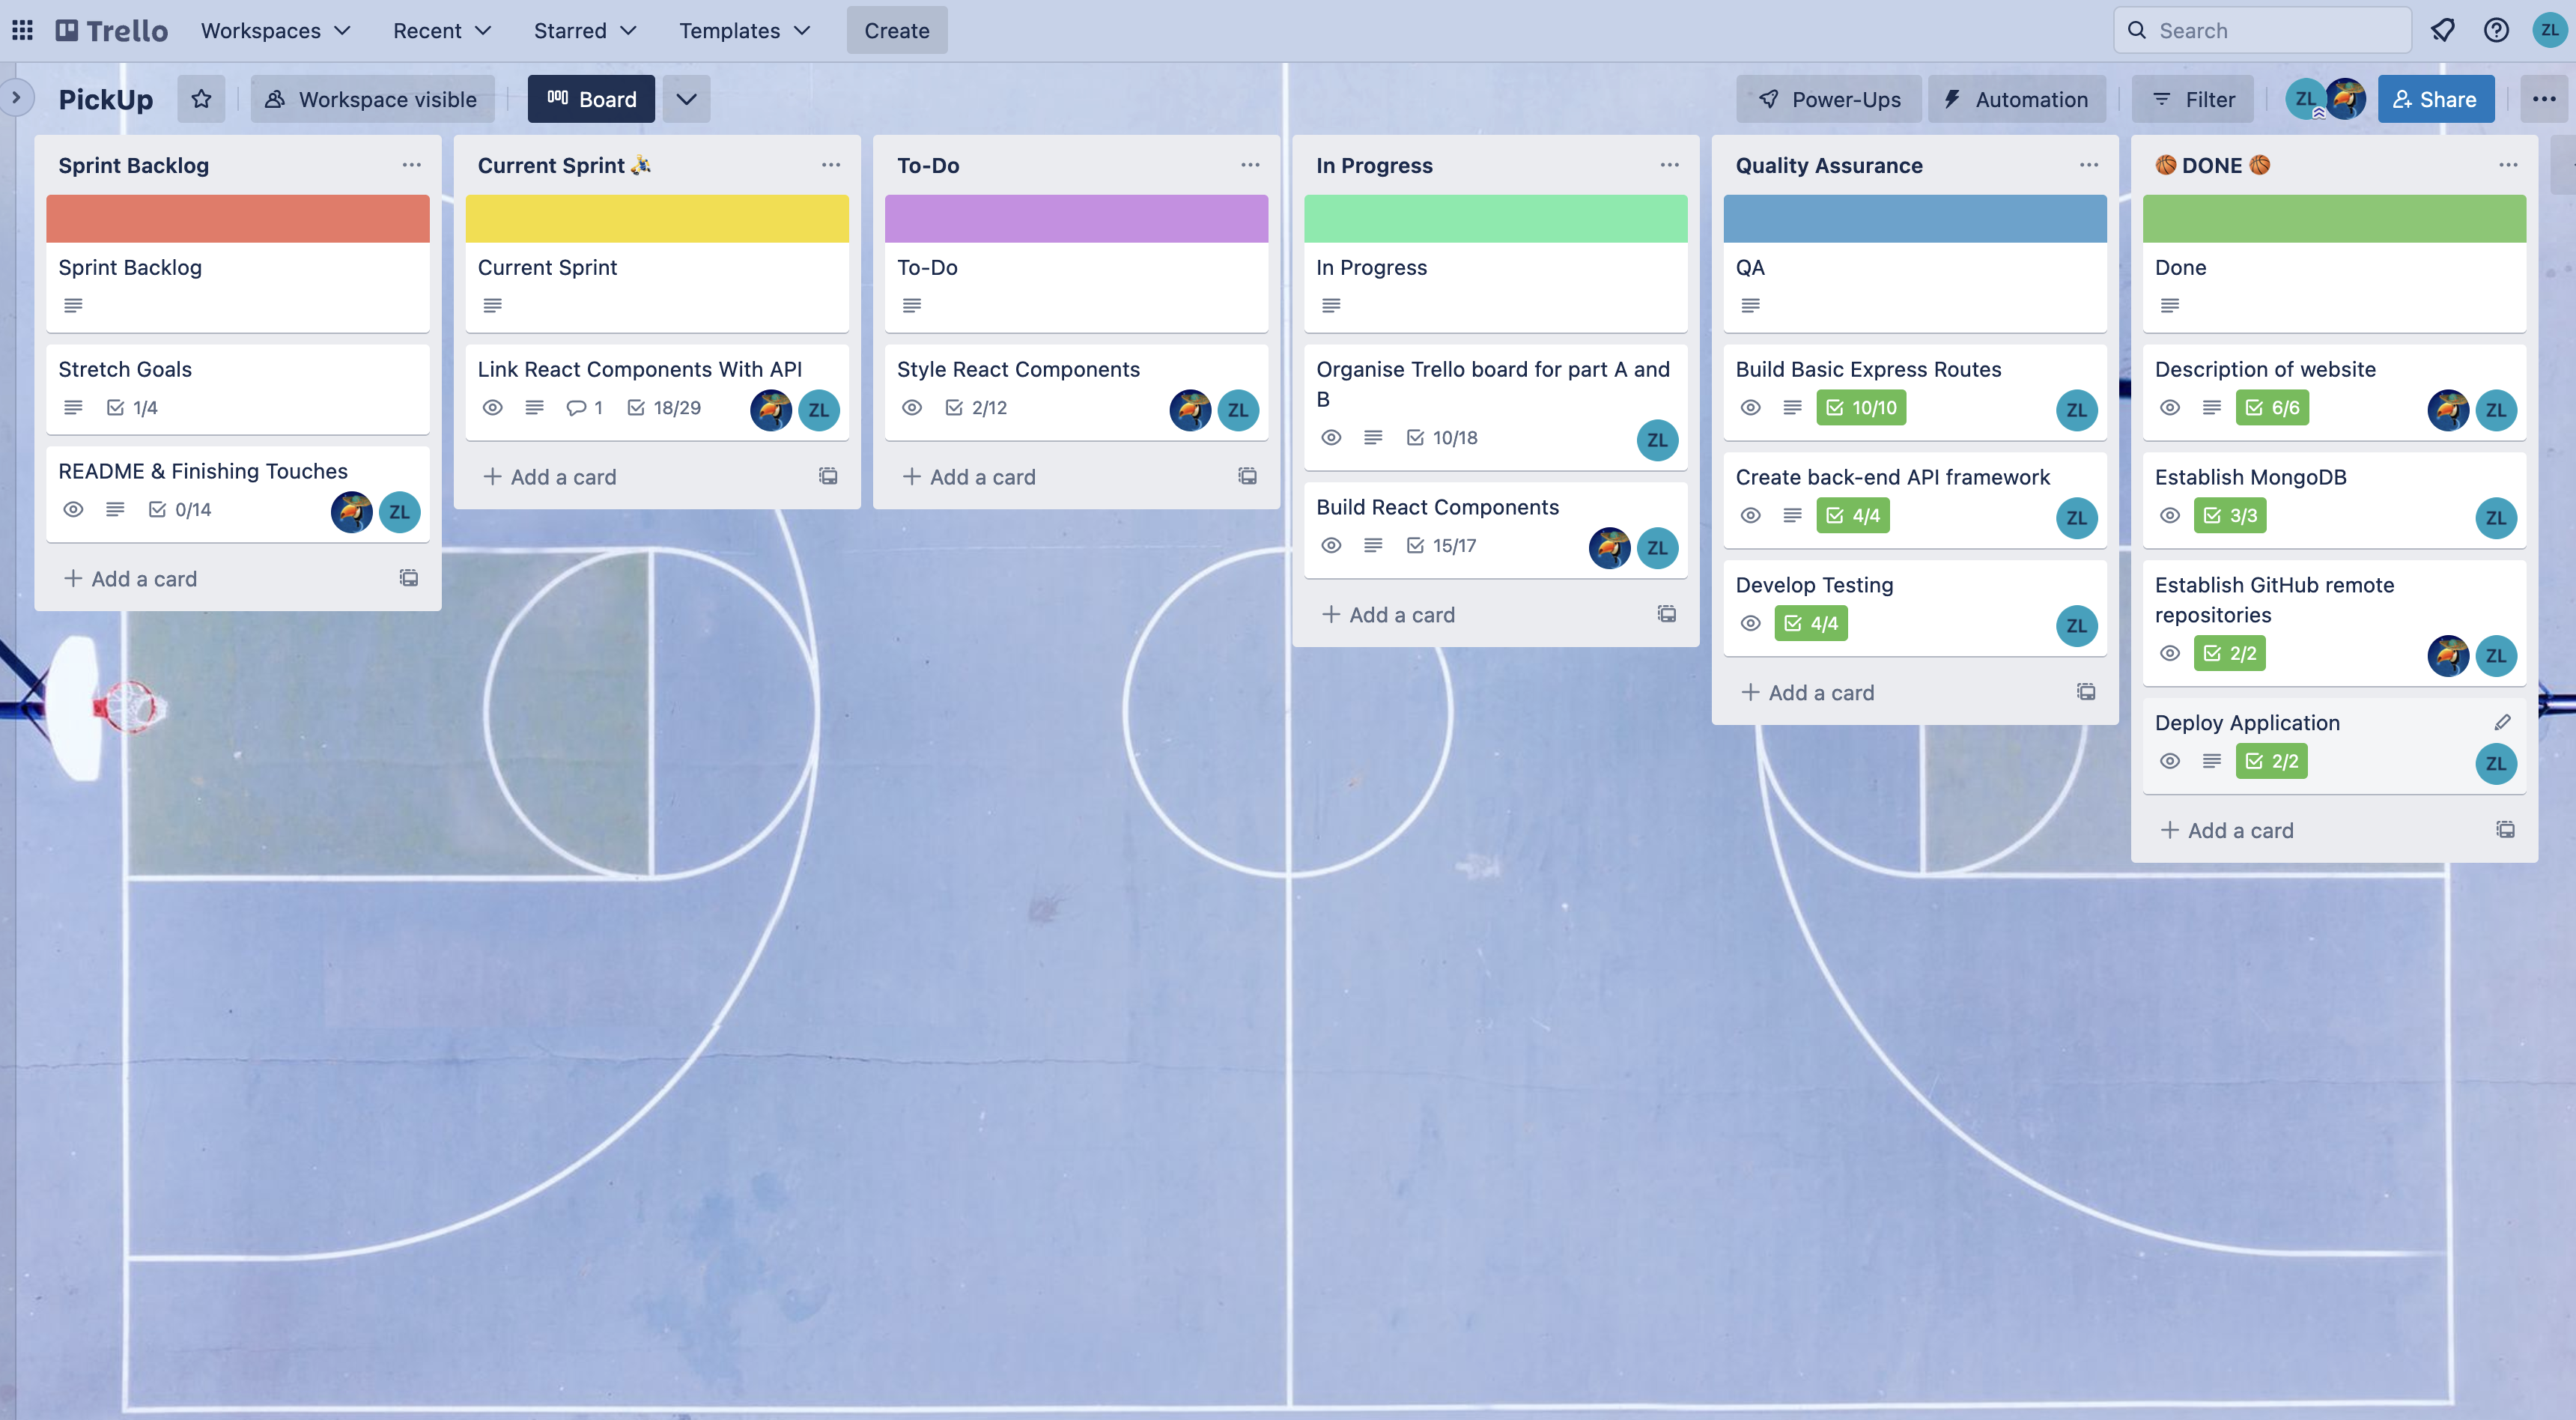 Trello Workspaces Recent Starred Templates Create Search ZL
PickUp Workspace visible Board Power-Ups Automation Filter ZL Share
Sprint Backlog
Sprint Backlog
Stretch Goals
1/4
README & Finishing Touches
0/14
ZL
Add a card
Current Sprint
Current Sprint
Link React Components With API
1 18/29
ZL
Add a card
To-Do
To-Do
Style React Components
2/12
ZL
Add a card
In Progress
In Progress
Organise Trello board for part A and
B
10/18
ZL
Build React Components
15/17
ZL
Add a card
Quality Assurance
QA
Build Basic Express Routes
10/10
ZL
Create back-end API framework
4/4
ZL
Develop Testing
4/4
ZL
Add a card
🏀 DONE 🏀
Done
Description of website
6/6
ZL
Establish MongoDB
3/3
ZL
Establish GitHub remote
repositories
2/2
ZL
Deploy Application
2/2
ZL
Add a card